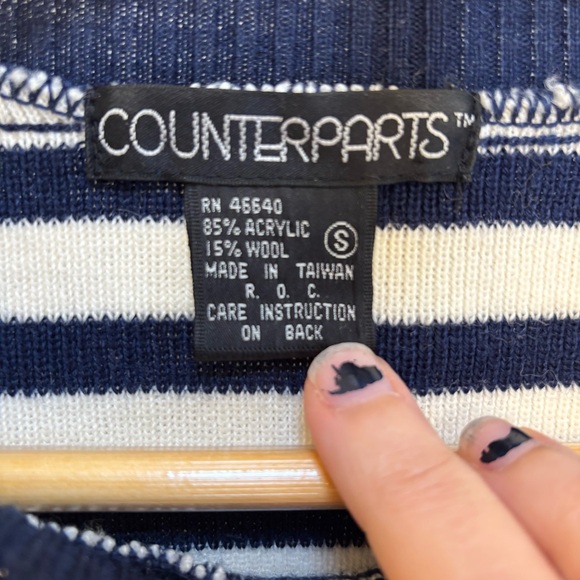 COUNTERPARTS™
RN 46640
85% ACRYLIC
15% WOOL
S
MADE IN TAIWAN
R. O. C.
CARE INSTRUCTION
ON BACK